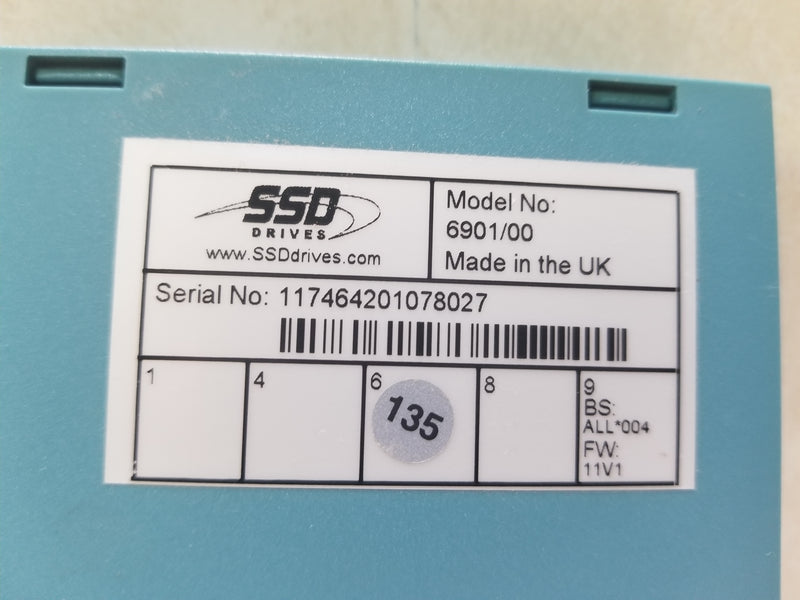 SSD
DRIVES
www.SSDdrives.com
Model No:
6901/00
Made in the UK
Serial No: 117464201078027
1
4
6
135
8
9
BS:
ALL*004
FW:
11V1